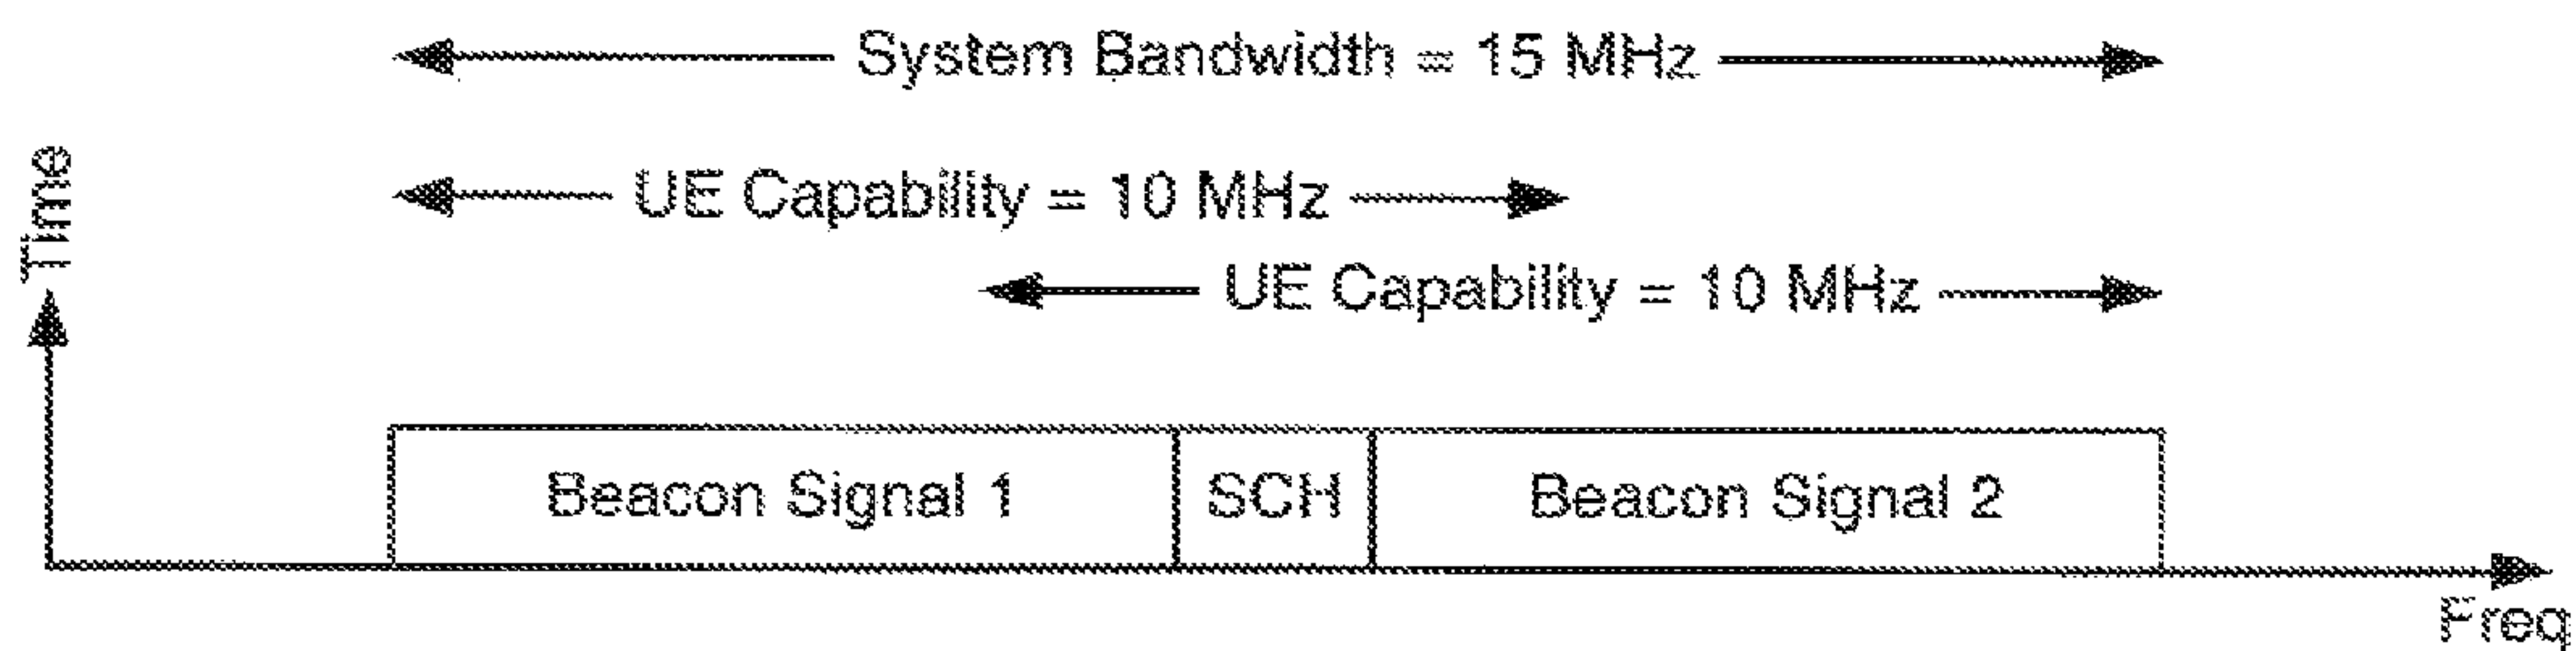 System Bandwidth = 15 MHz
Time
UE Capability = 10 MHz
UE Capability = 10 MHz
Beacon Signal 1
SCH
Beacon Signal 2
Freq